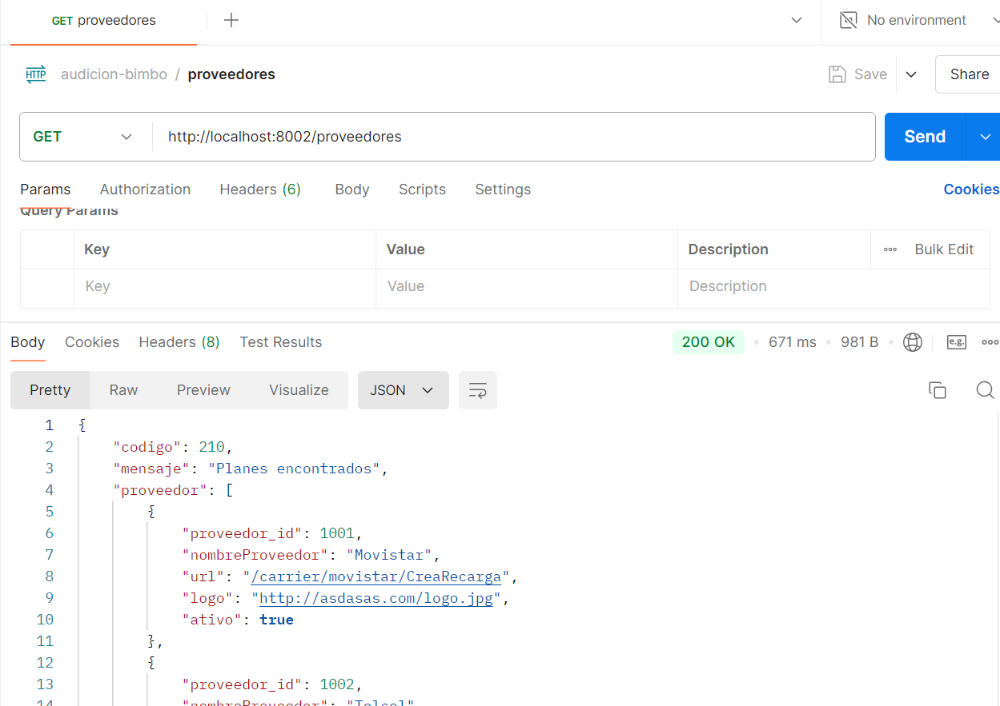 GET proveedores
No environment
HTTP audicion-bimbo / proveedores
Save
Share
GET http://localhost:8002/proveedores
Send
Params Authorization Headers (6) Body Scripts Settings Cookies
Query Params
Key Value Description Bulk Edit
Key Value Description
Body Cookies Headers (8) Test Results 200 OK 671 ms 981 B e.g.
Pretty Raw Preview Visualize JSON
1 {
2 "codigo": 210,
3 "mensaje": "Planes encontrados",
4 "proveedor": [
5 {
6 "proveedor_id": 1001,
7 "nombreProveedor": "Movistar",
8 "url": "/carrier/movistar/CreaRecarga",
9 "logo": "http://asdasas.com/logo.jpg",
10 "ativo": true
11 },
12 {
13 "proveedor_id": 1002,
14 "nombreProveedor": "Telcel"